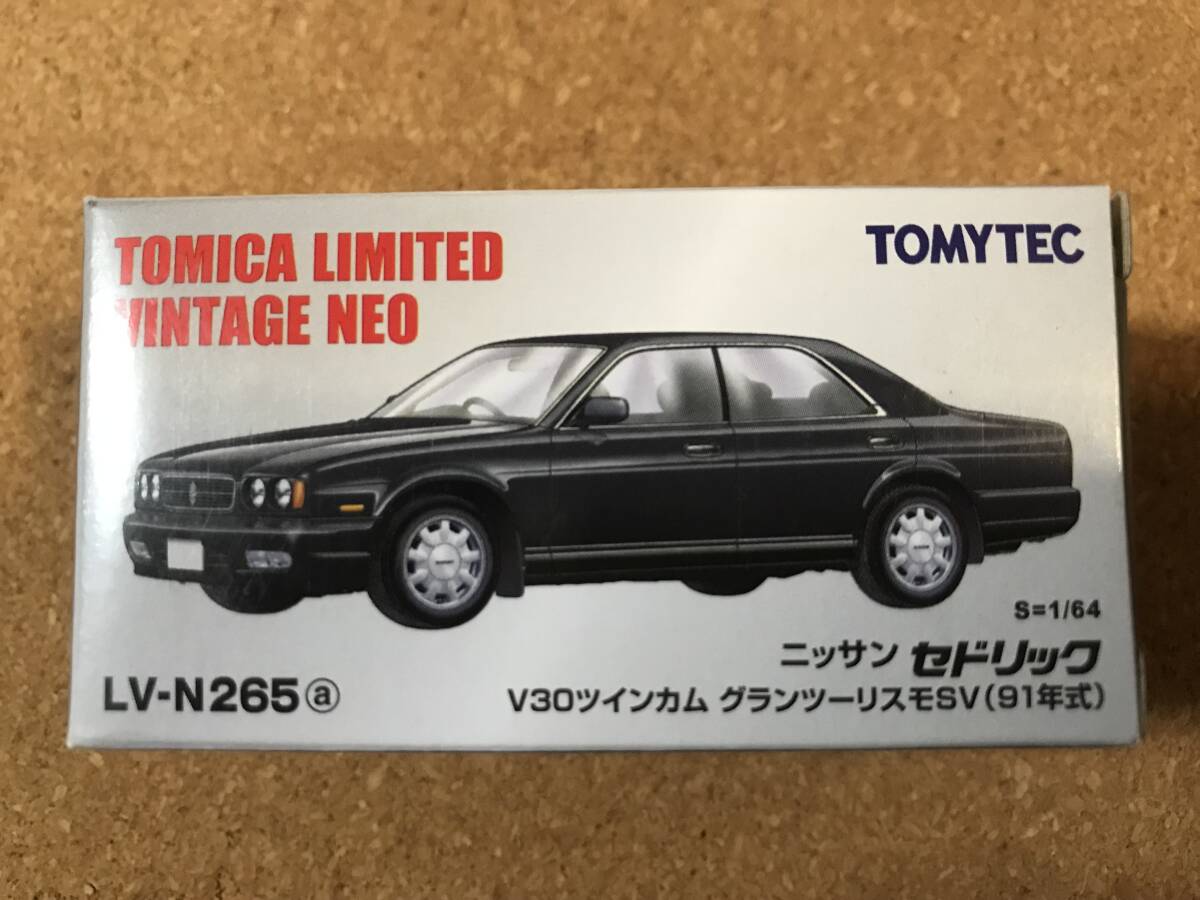 TOMICA LIMITED
VINTAGE NEO
TOMYTEC
S=1/64
ニッサン セドリック
V30ツインカム グランツーリスモSV(91年式)
LV-N265ⓐ